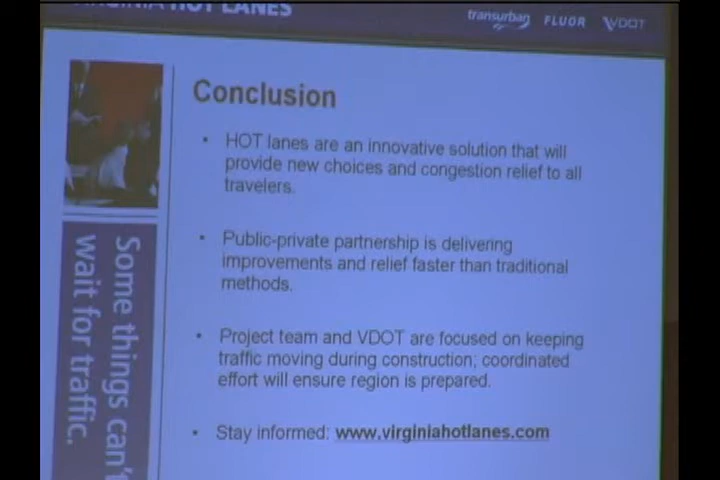 VIRGINIA HOT LANES
transurban FLUOR VDOT
Conclusion
• HOT lanes are an innovative solution that will
provide new choices and congestion relief to all
travelers.
• Public-private partnership is delivering
improvements and relief faster than traditional
methods.
• Project team and VDOT are focused on keeping
traffic moving during construction; coordinated
effort will ensure region is prepared.
• Stay informed: www.virginiahotlanes.com
Some things can't
wait for traffic.